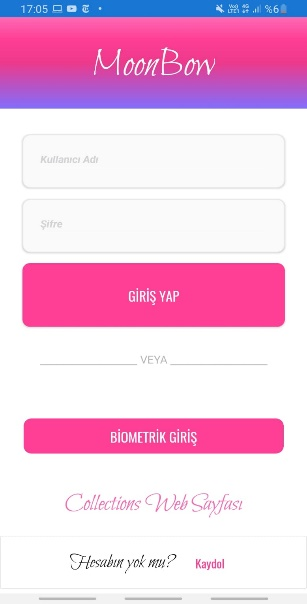 17:05
%6
MoonBow
Kullanıcı Adı
Şifre
GİRİŞ YAP
VEYA
BİOMETRİK GİRİŞ
Collections Web Sayfası
Hesabın yok mu? Kaydol